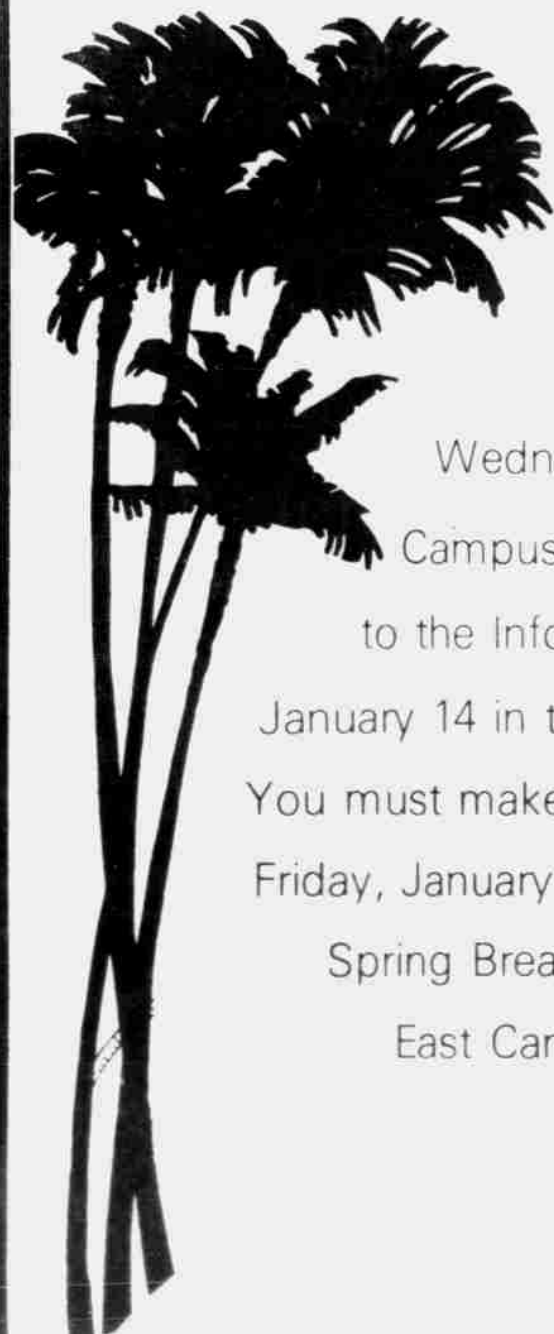 Wedn
Campus
to the Info
January 14 in t
You must make
Friday, January
Spring Brea
East Car